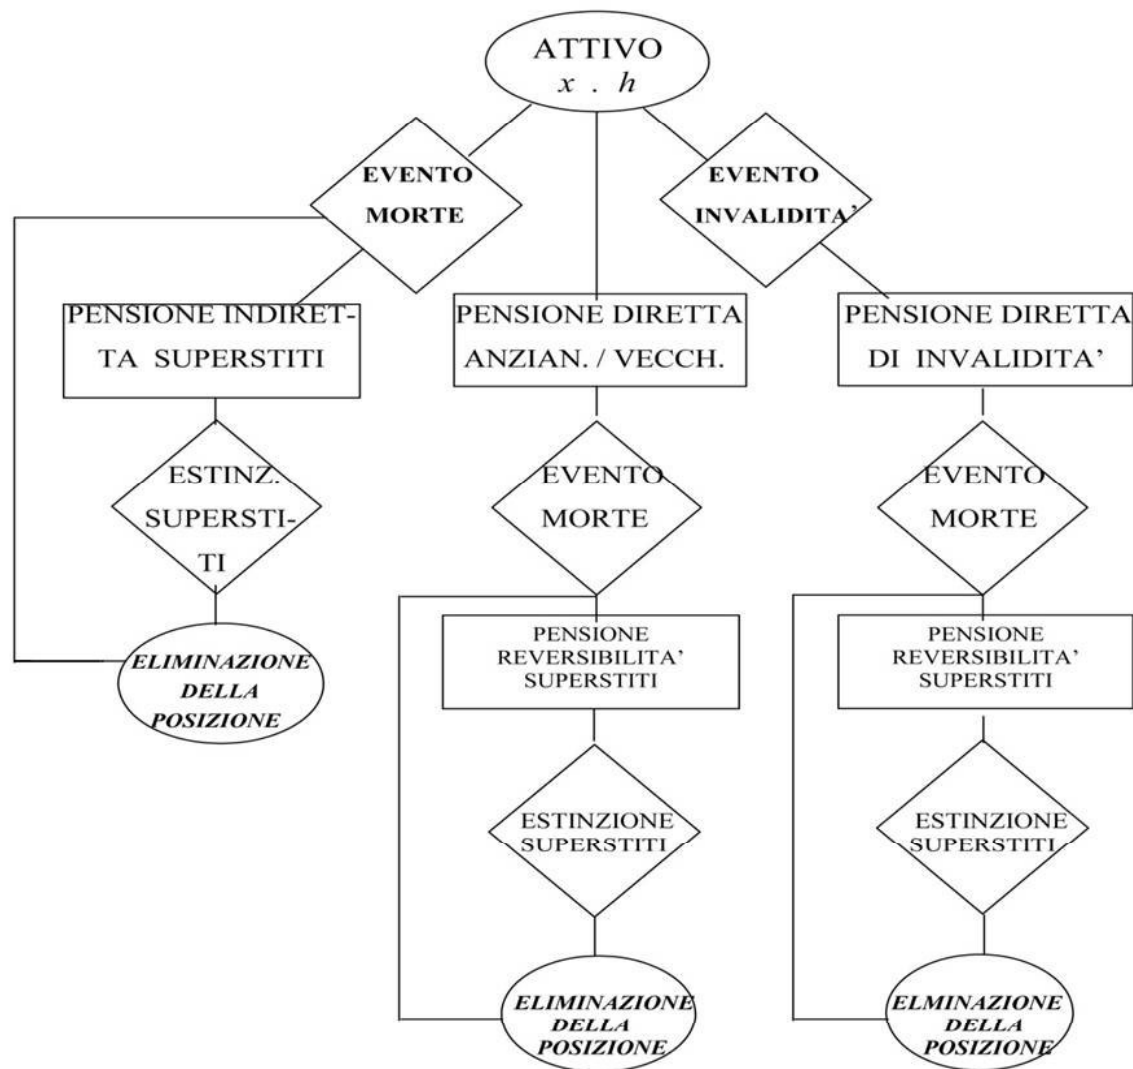 ATTIVO
x . h
EVENTO
MORTE
EVENTO
INVALIDITA’
PENSIONE INDIRET-
TA SUPERSTITI
PENSIONE DIRETTA
ANZIAN. / VECCH.
PENSIONE DIRETTA
DI INVALIDITA’
ESTINZ.
SUPERSTI-
TI
EVENTO
MORTE
EVENTO
MORTE
ELIMINAZIONE
DELLA
POSIZIONE
PENSIONE
REVERSIBILITA’
SUPERSTITI
PENSIONE
REVERSIBILITA’
SUPERSTITI
ESTINZIONE
SUPERSTITI
ESTINZIONE
SUPERSTITI
ELIMINAZIONE
DELLA
POSIZIONE
ELMINAZIONE
DELLA
POSIZIONE